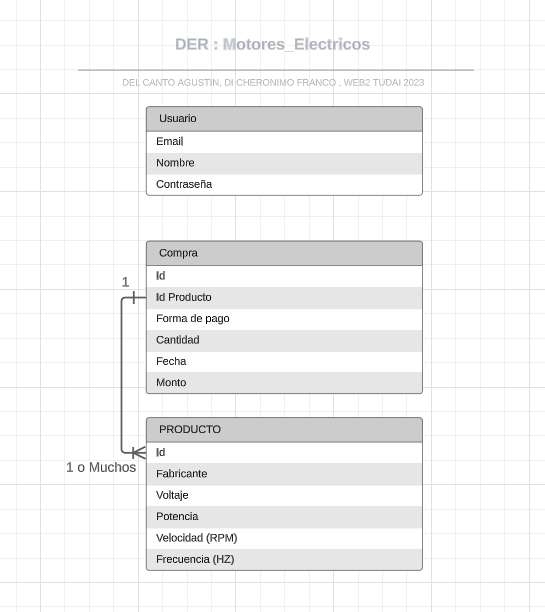 DER : Motores_Electricos
DEL CANTO AGUSTIN, DI CHERONIMO FRANCO . WEB2 TUDAI 2023
Usuario
Email
Nombre
Contraseña
Compra
Id
1
Id Producto
Forma de pago
Cantidad
Fecha
Monto
PRODUCTO
Id
1 o Muchos
Fabricante
Voltaje
Potencia
Velocidad (RPM)
Frecuencia (HZ)